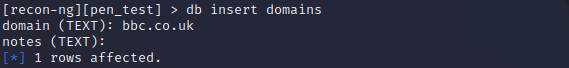 [recon-ng][pen_test] > db insert domains
domain (TEXT): bbc.co.uk
notes (TEXT):
[*] 1 rows affected.